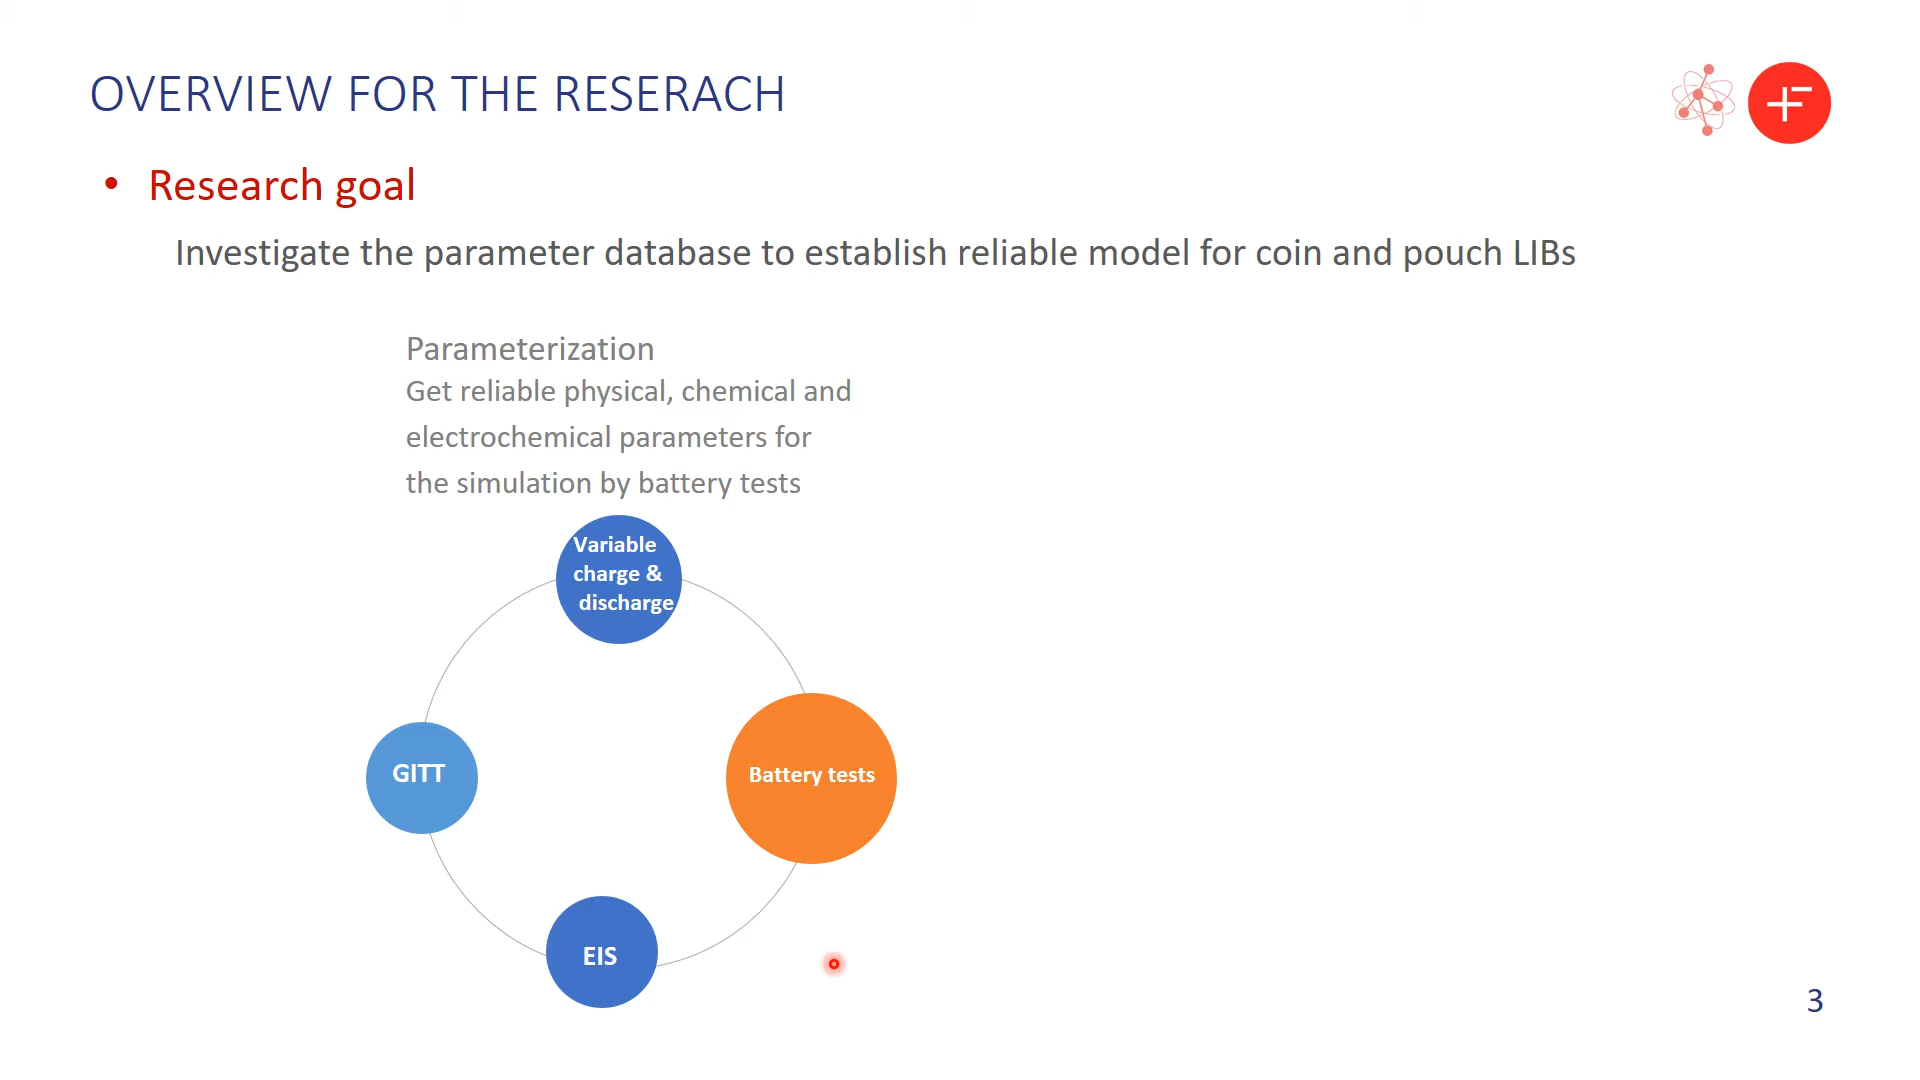 OVERVIEW FOR THE RESERACH
• Research goal
Investigate the parameter database to establish reliable model for coin and pouch LIBs
Parameterization
Get reliable physical, chemical and
electrochemical parameters for
the simulation by battery tests
Variable
charge &
discharge
GITT
Battery tests
EIS
3